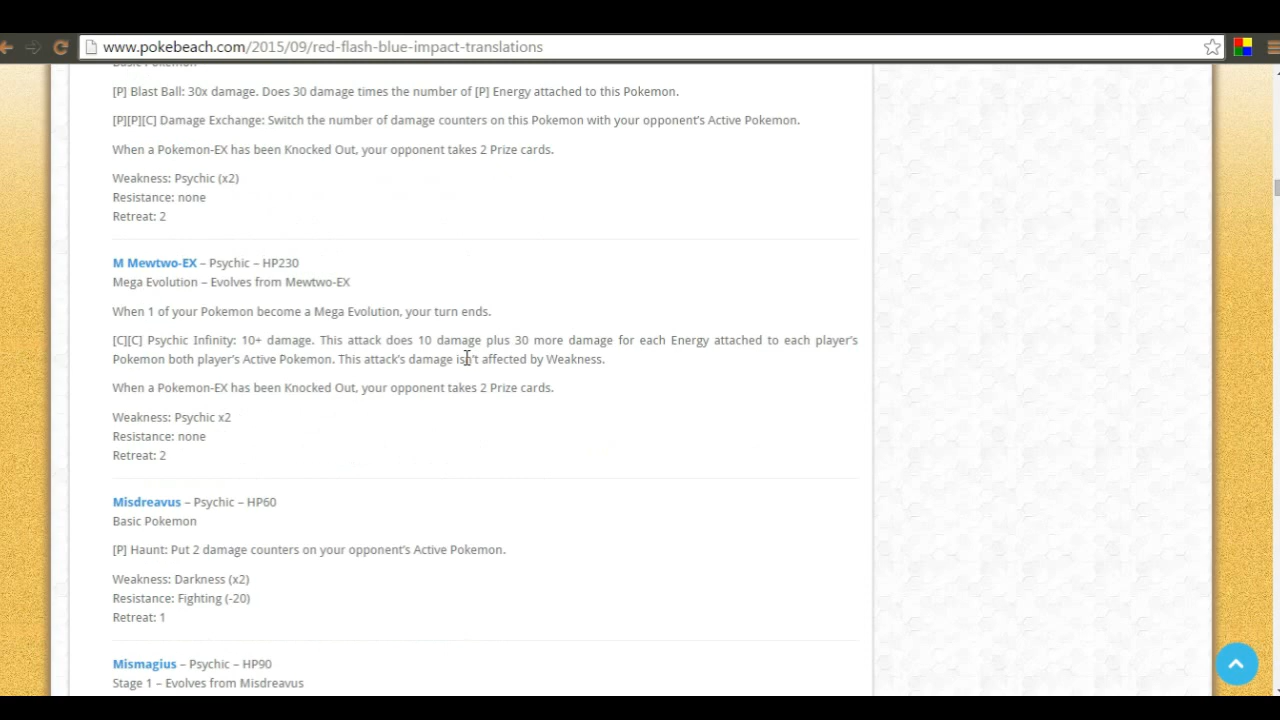 www.pokebeach.com/2015/09/red-flash-blue-impact-translations
Basic Pokemon
[P] Blast Ball: 30x damage. Does 30 damage times the number of [P] Energy attached to this Pokemon.
[P][P][C] Damage Exchange: Switch the number of damage counters on this Pokemon with your opponent’s Active Pokemon.
When a Pokemon-EX has been Knocked Out, your opponent takes 2 Prize cards.
Weakness: Psychic (x2)
Resistance: none
Retreat: 2
M Mewtwo-EX – Psychic – HP230
Mega Evolution – Evolves from Mewtwo-EX
When 1 of your Pokemon become a Mega Evolution, your turn ends.
[C][C] Psychic Infinity: 10+ damage. This attack does 10 damage plus 30 more damage for each Energy attached to each player’s
Pokemon both player’s Active Pokemon. This attack’s damage isn’t affected by Weakness.
When a Pokemon-EX has been Knocked Out, your opponent takes 2 Prize cards.
Weakness: Psychic x2
Resistance: none
Retreat: 2
Misdreavus – Psychic – HP60
Basic Pokemon
[P] Haunt: Put 2 damage counters on your opponent’s Active Pokemon.
Weakness: Darkness (x2)
Resistance: Fighting (-20)
Retreat: 1
Mismagius – Psychic – HP90
Stage 1 – Evolves from Misdreavus